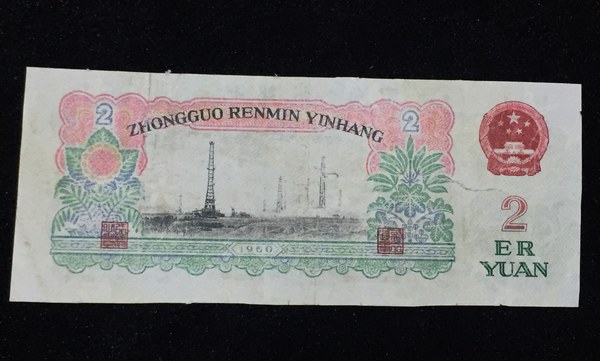 2
2
ZHONGGUO RENMIN YINHANG
1960
2
ER
YUAN